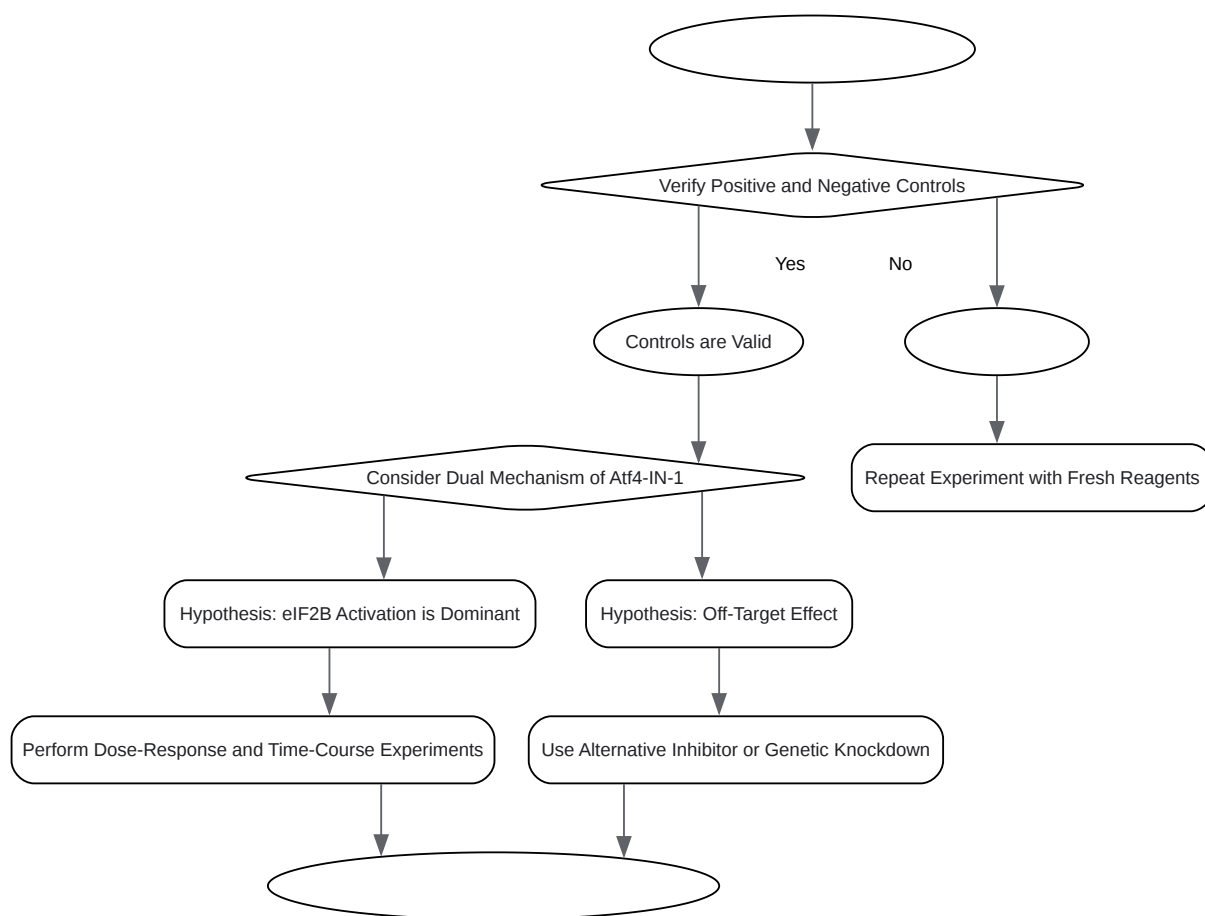 Verify Positive and Negative Controls
Yes
No
Controls are Valid
Consider Dual Mechanism of Atf4-IN-1
Repeat Experiment with Fresh Reagents
Hypothesis: eIF2B Activation is Dominant
Hypothesis: Off-Target Effect
Perform Dose-Response and Time-Course Experiments
Use Alternative Inhibitor or Genetic Knockdown